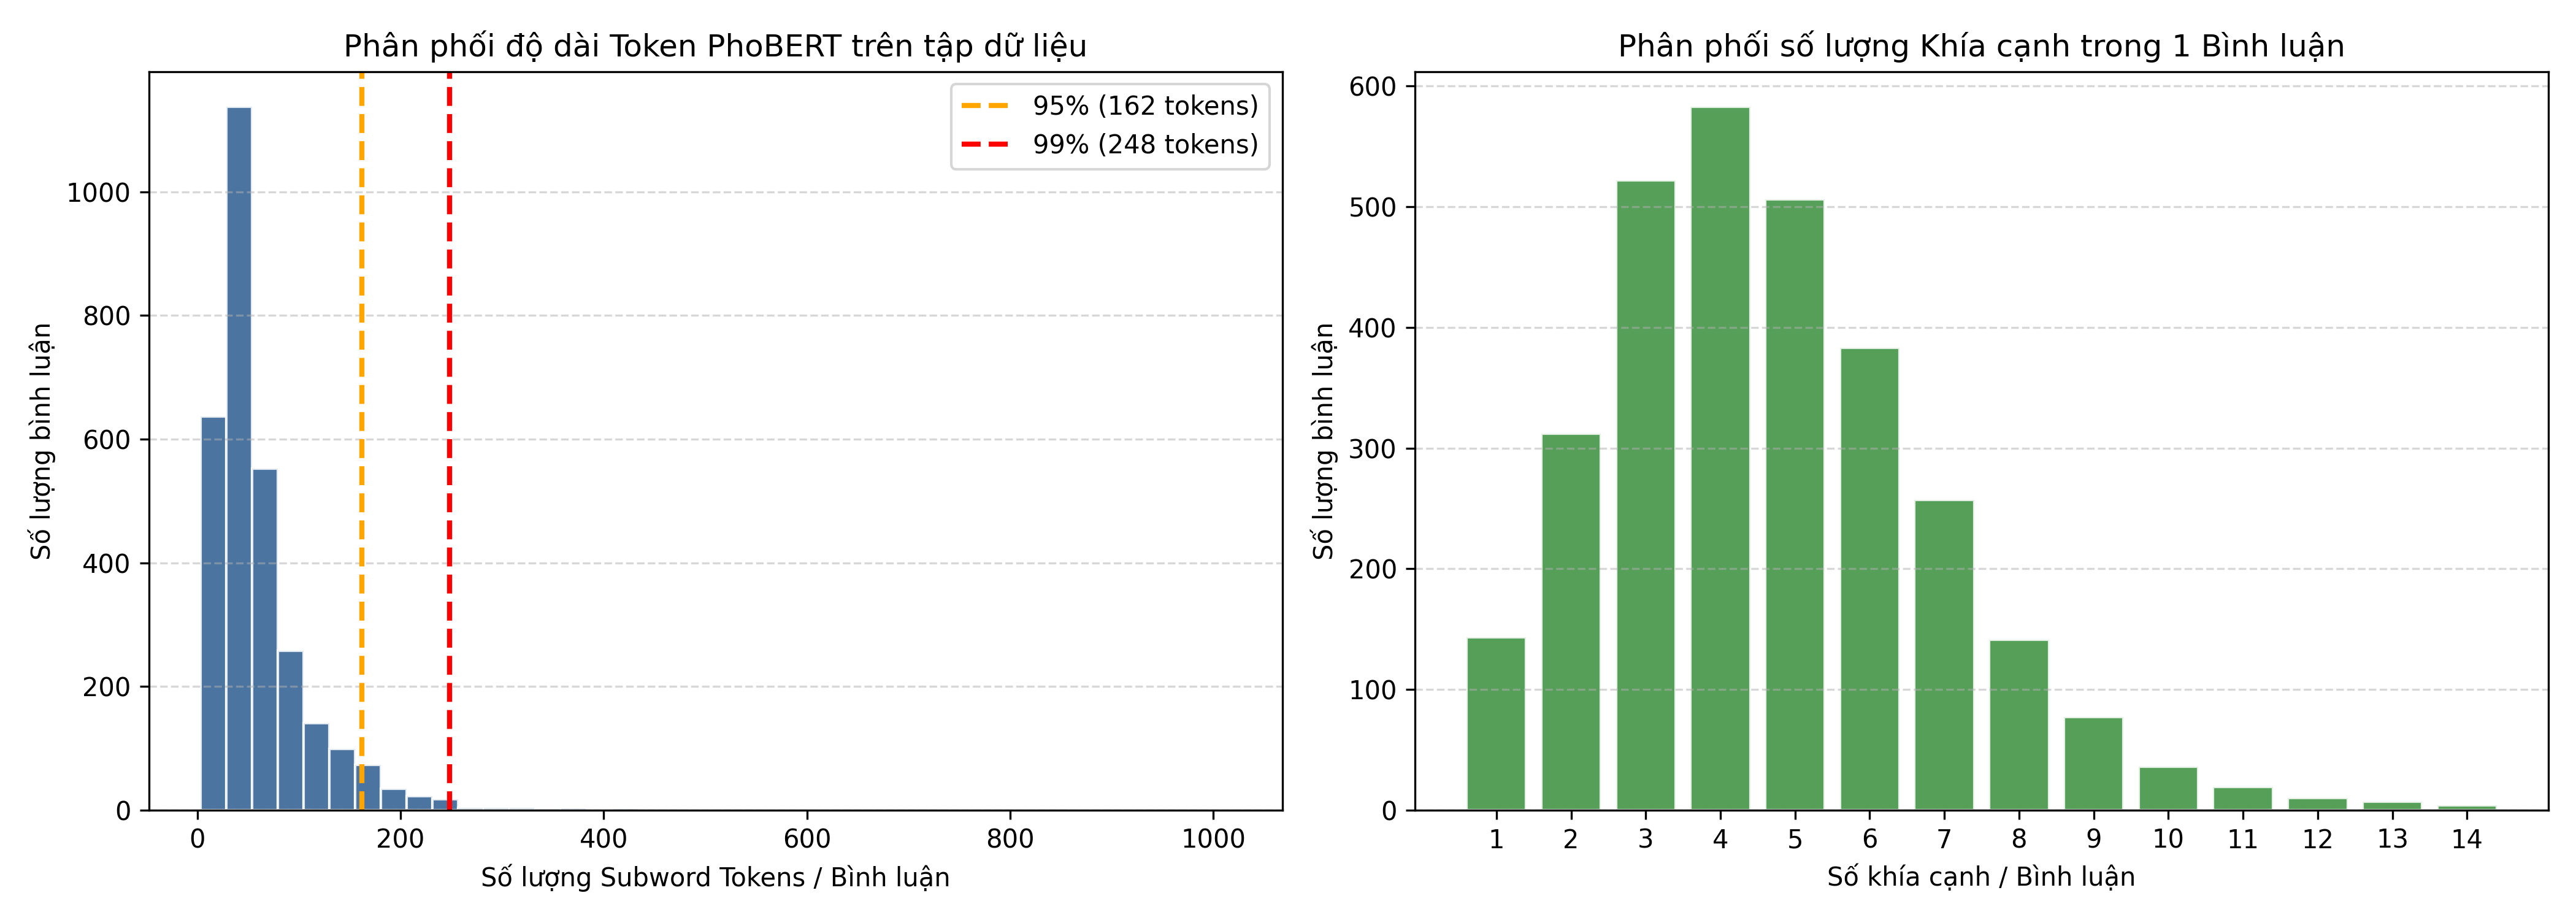 Phân phối độ dài Token PhoBERT trên tập dữ liệu
95% (162 tokens)
99% (248 tokens)
Số lượng bình luận
1000
800
600
400
200
0
0 200 400 600 800 1000
Số lượng Subword Tokens / Bình luận
Phân phối số lượng Khía cạnh trong 1 Bình luận
Số lượng bình luận
600
500
400
300
200
100
0
1 2 3 4 5 6 7 8 9 10 11 12 13 14
Số khía cạnh / Bình luận